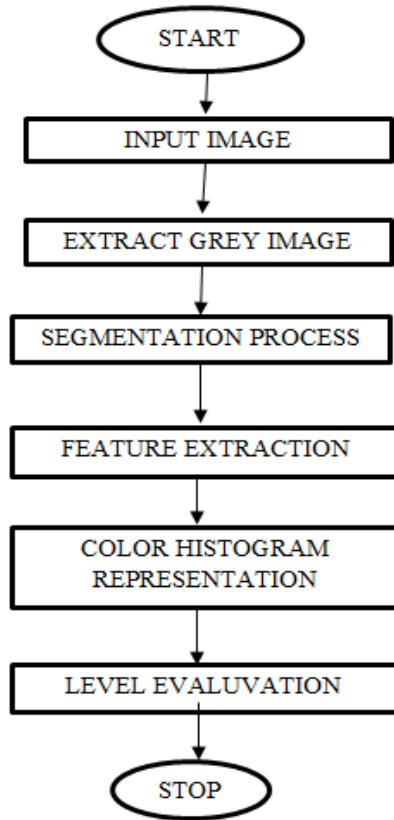 START
INPUT IMAGE
EXTRACT GREY IMAGE
SEGMENTATION PROCESS
FEATURE EXTRACTION
COLOR HISTOGRAM
REPRESENTATION
LEVEL EVALUVATION
STOP